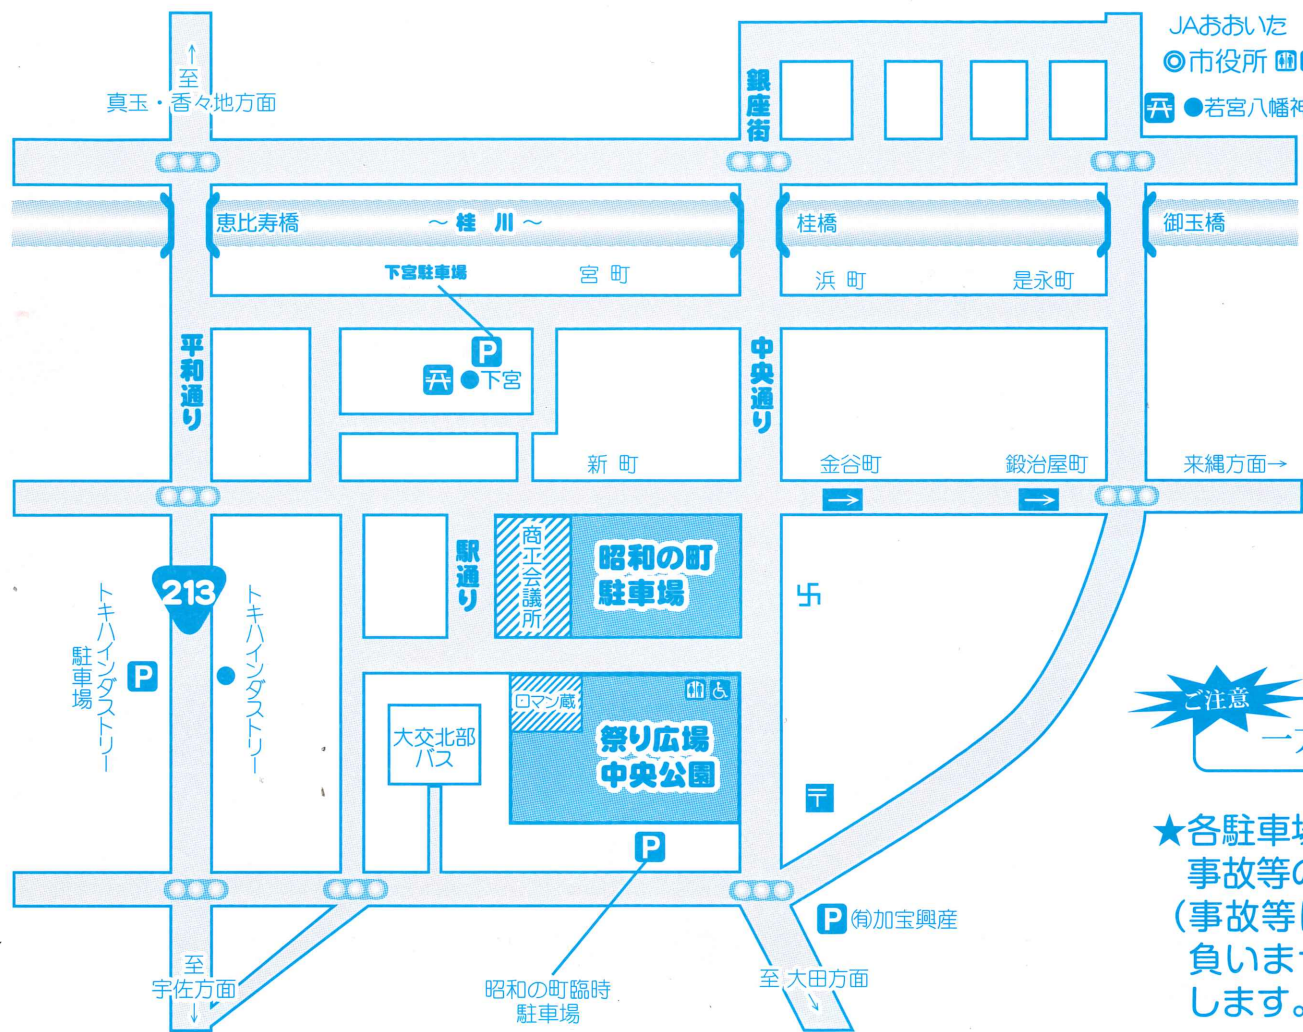 JAおおいた
◎市役所
至
真玉・香々地方面
銀座街
●若宮八幡神
恵比寿橋
～桂 川～
桂橋
御玉橋
下宮駐車場
宮 町
浜 町
是永町
平和通り
P
●下宮
中央通り
新 町
金谷町
鍛治屋町
来縄方面→
→
→
駅通り
商工会議所
昭和の町
駐車場
卐
213
トキハインダストリー
駐車場
P
トキハインダストリー
ロマン蔵
大交北部
バス
祭り広場
中央公園
〒
P
ご注意
★各駐車場
事故等の
（事故等に
負いませ
します。
P ㈲加宝興産
至
宇佐方面
昭和の町臨時
駐車場
至 大田方面